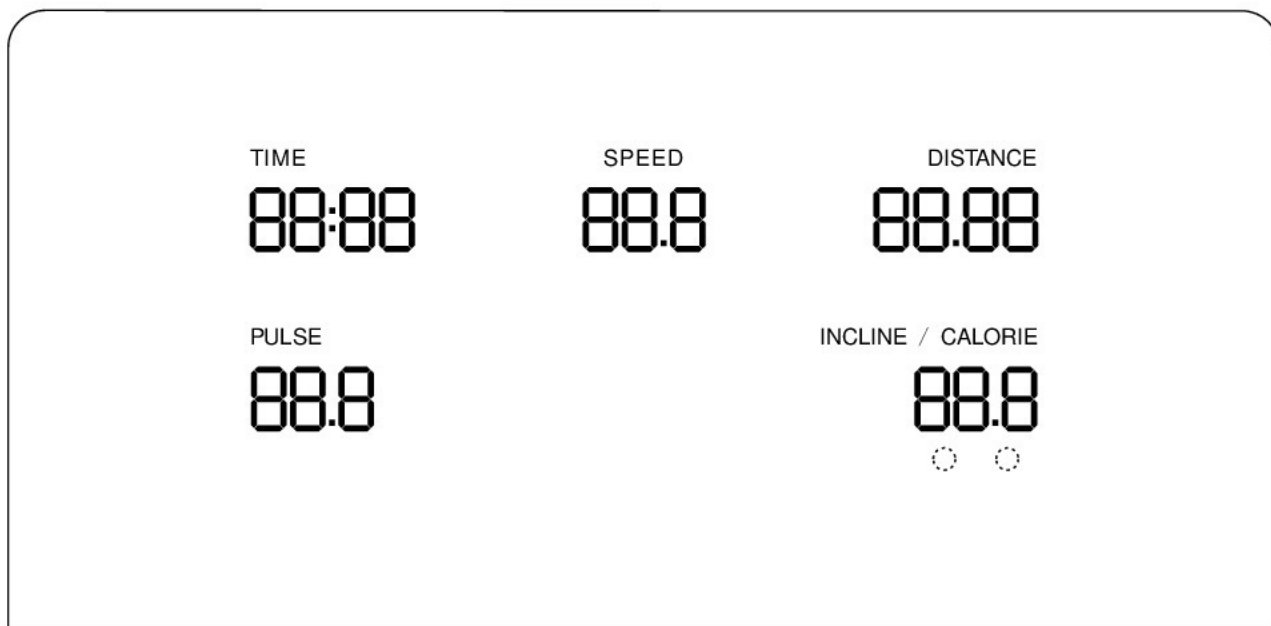 TIME SPEED DISTANCE
88:88 88.8 88.88
PULSE INCLINE / CALORIE
88.8 88.8